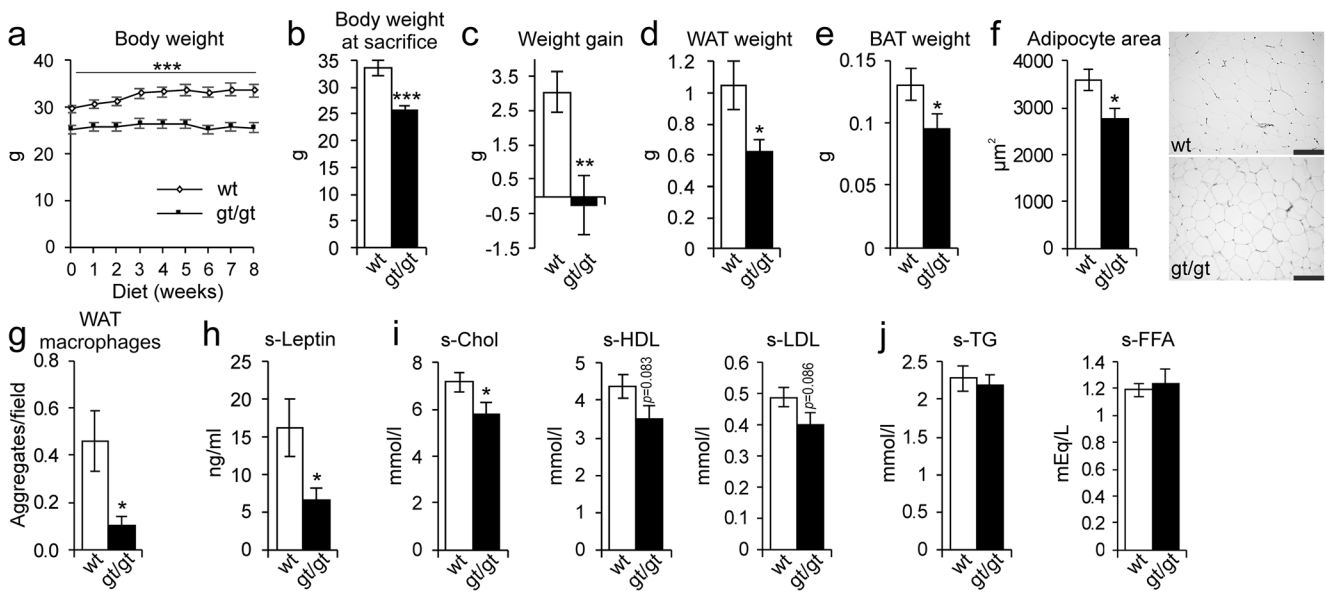 a
Body weight
40
30
20
10
0
g
***
wt
gt/gt
0 1 2 3 4 5 6 7 8
Diet (weeks)
b
Body weight
at sacrifice
35
30
25
20
15
10
5
0
g
***
wt
gt/gt
c
Weight gain
3.5
2.5
1.5
0.5
-0.5
-1.5
g
**
wt
gt/gt
d
WAT weight
1.2
1
0.8
0.6
0.4
0.2
0
g
*
wt
gt/gt
e
BAT weight
0.15
0.1
0.05
0
g
*
wt
gt/gt
f
Adipocyte area
4000
3000
2000
1000
0
µm²
*
wt
gt/gt
wt
gt/gt
g
WAT
macrophages
0.8
0.6
0.4
0.2
0.0
Aggregates/field
*
wt
gt/gt
h
s-Leptin
25
20
15
10
5
0
ng/ml
*
wt
gt/gt
i
s-Chol
8
6
4
2
0
mmol/l
*
wt
gt/gt
s-HDL
5
4
3
2
1
0
mmol/l
p=0.083
wt
gt/gt
s-LDL
0.6
0.5
0.4
0.3
0.2
0.1
0
mmol/l
p=0.086
wt
gt/gt
j
s-TG
2.5
2
1.5
1
0.5
0
mmol/l
wt
gt/gt
s-FFA
1.4
1.2
1
0.8
0.6
0.4
0.2
0
mEq/L
wt
gt/gt